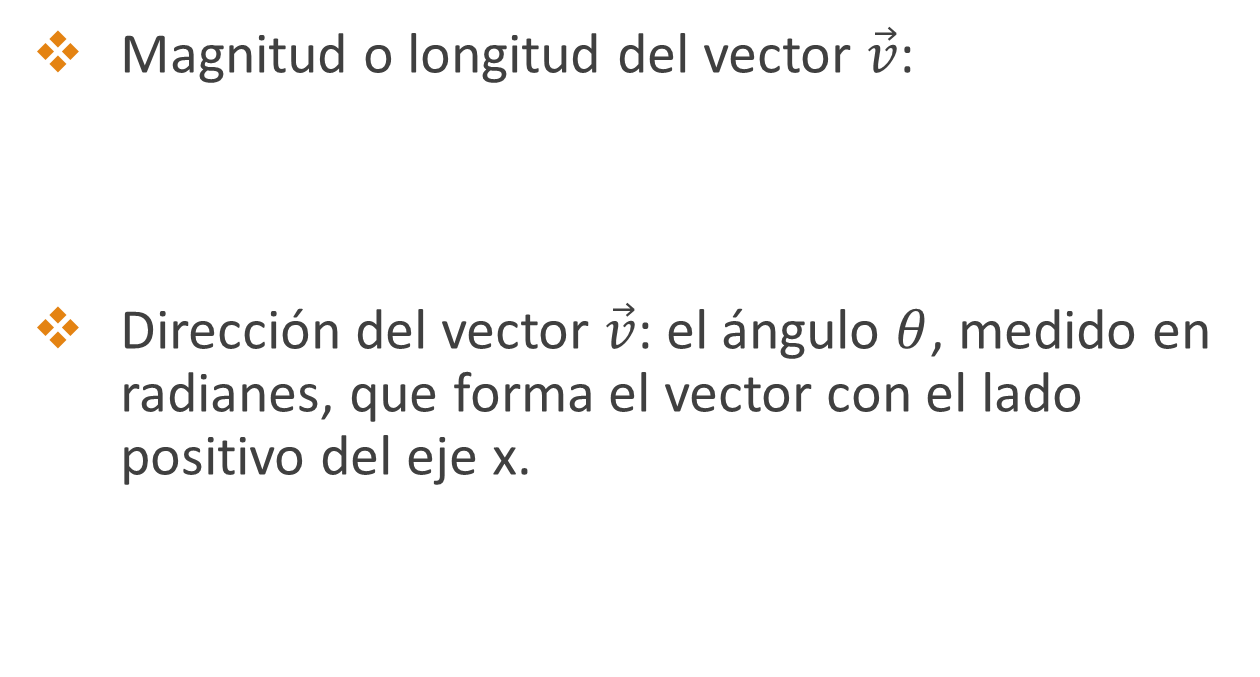 ❖ Magnitud o longitud del vector 𝑣⃗:
❖ Dirección del vector 𝑣⃗: el ángulo 𝜃, medido en
radianes, que forma el vector con el lado
positivo del eje x.